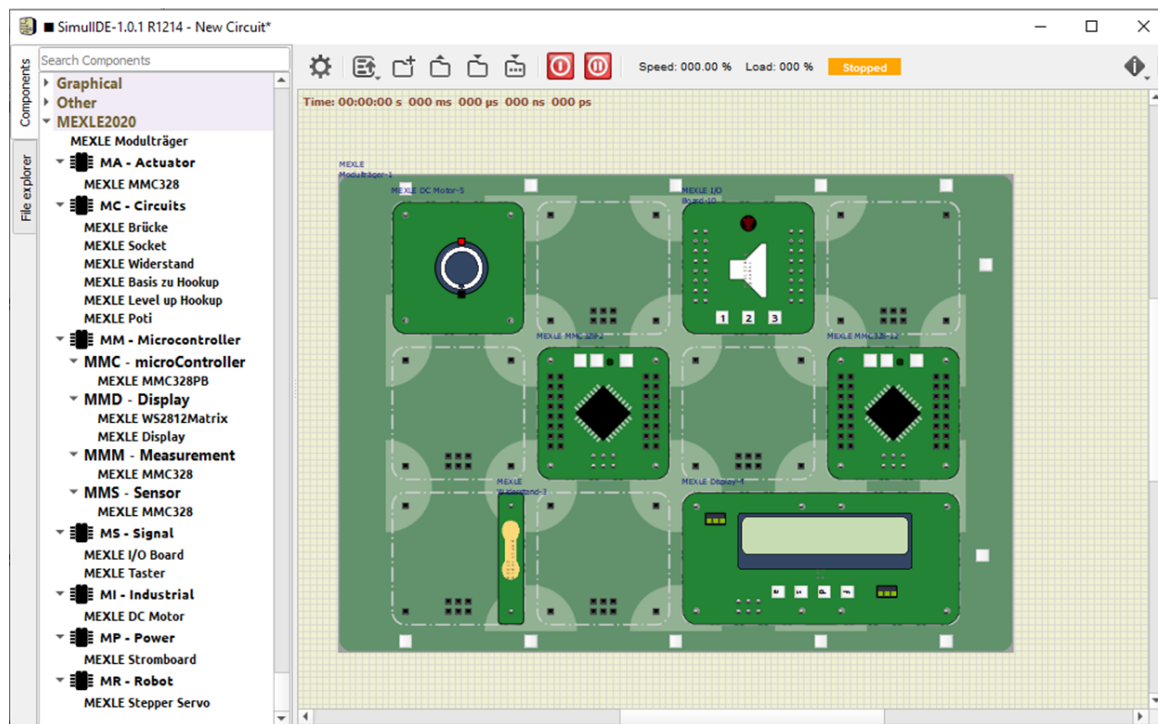 SimulIDE-1.0.1 R1214 - New Circuit*
Components
File explorer
Search Components
Graphical
Other
MEXLE2020
MEXLE Modulträger
MA - Actuator
MEXLE MMC328
MC - Circuits
MEXLE Brücke
MEXLE Socket
MEXLE Widerstand
MEXLE Basis zu Hookup
MEXLE Level up Hookup
MEXLE Poti
MM - Microcontroller
MMC - microController
MEXLE MMC328PB
MMD - Display
MEXLE WS2812Matrix
MEXLE Display
MMM - Measurement
MEXLE MMC328
MMS - Sensor
MEXLE MMC328
MS - Signal
MEXLE I/O Board
MEXLE Taster
MI - Industrial
MEXLE DC Motor
MP - Power
MEXLE Stromboard
MR - Robot
MEXLE Stepper Servo
Speed: 000.00 % Load: 000 % Stopped
Time: 00:00:00 s 000 ms 000 µs 000 ns 000 ps
MEXLE
Modulträger-1
MEXLE DC Motor-5
MEXLE I/O
Board-10
1 2 3
MEXLE
MEXLE
MEXLE
Widerstand-3
MEXLE Display-4